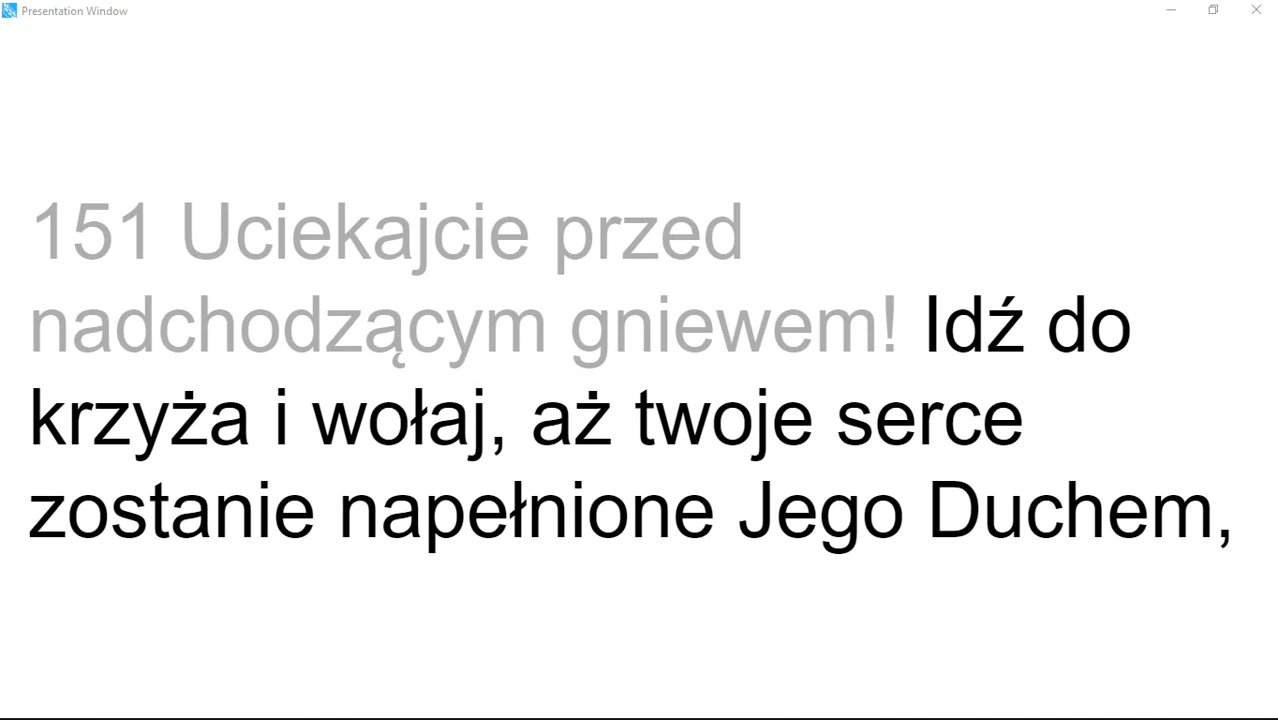 Presentation Window
151 Uciekajcie przed
nadchodzącym gniewem! Idź do
krzyża i wołaj, aż twoje serce
zostanie napełnione Jego Duchem,